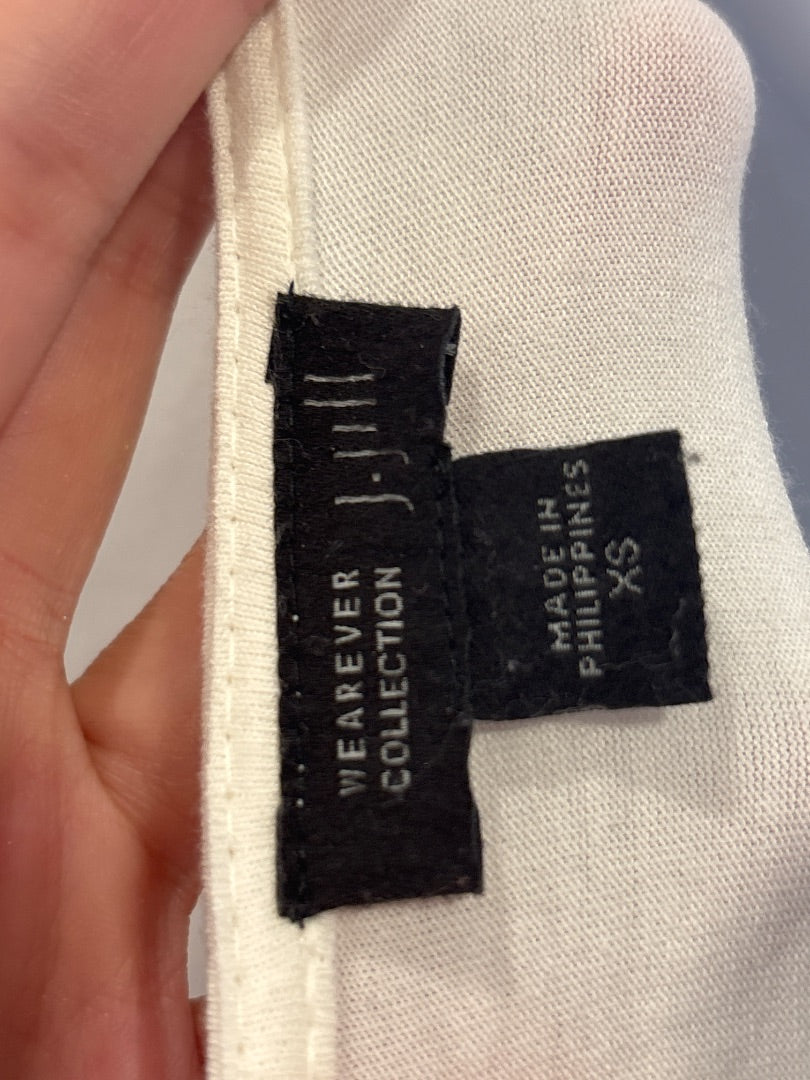 WEAREVER
COLLECTION
J.Jill
MADE IN
PHILIPPINES
XS